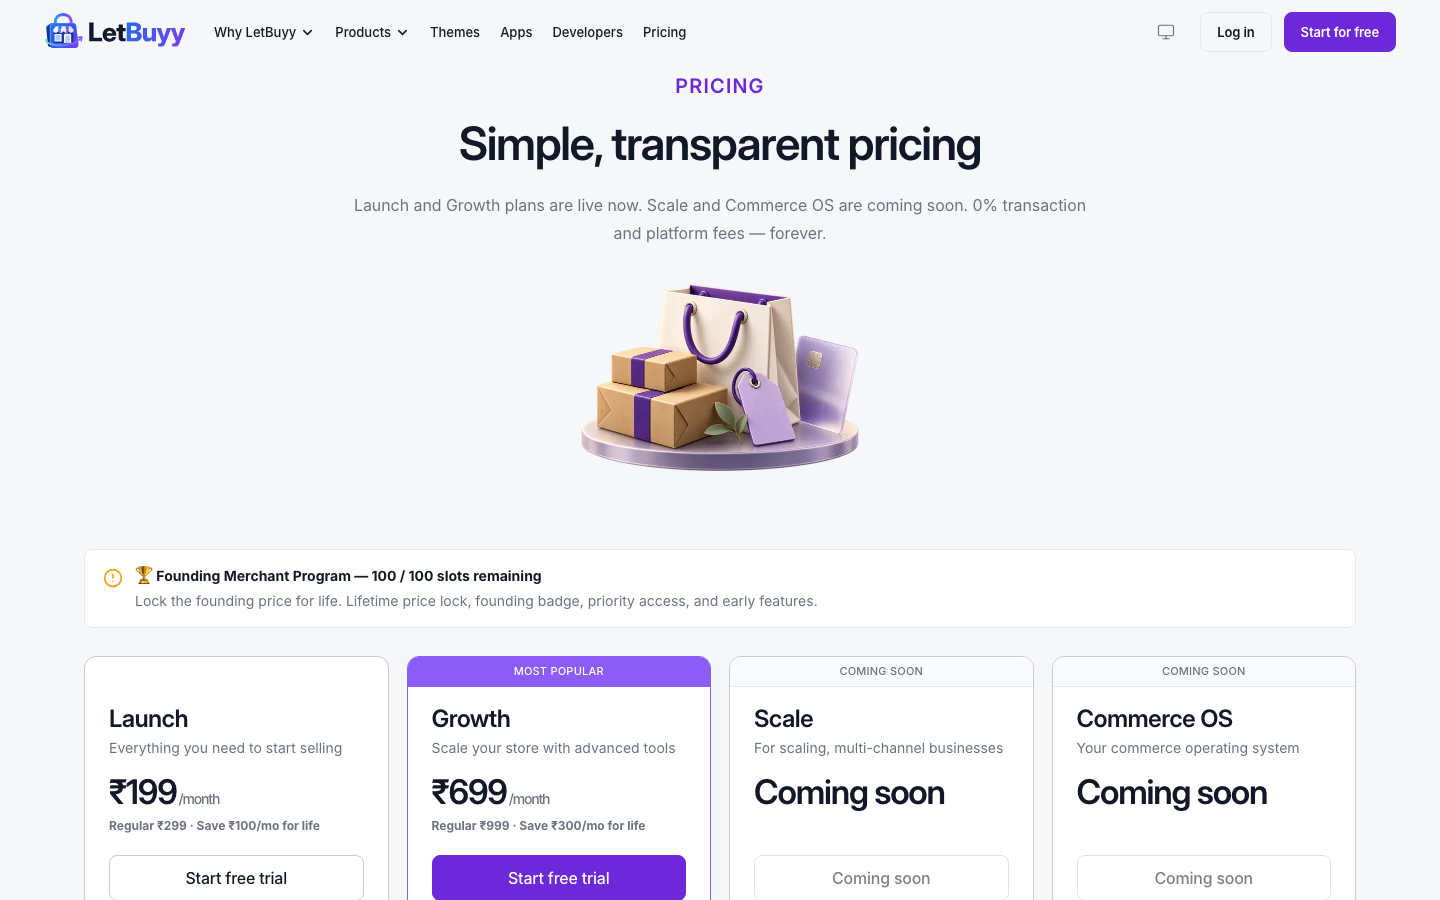 LetBuyy
Why LetBuyy
Products
Themes
Apps
Developers
Pricing
Log in
Start for free
PRICING
Simple, transparent pricing
Launch and Growth plans are live now. Scale and Commerce OS are coming soon. 0% transaction
and platform fees — forever.
🏆 Founding Merchant Program — 100 / 100 slots remaining
Lock the founding price for life. Lifetime price lock, founding badge, priority access, and early features.
Launch
Everything you need to start selling
₹199 /month
Regular ₹299 · Save ₹100/mo for life
Start free trial
MOST POPULAR
Growth
Scale your store with advanced tools
₹699 /month
Regular ₹999 · Save ₹300/mo for life
Start free trial
COMING SOON
Scale
For scaling, multi-channel businesses
Coming soon
Coming soon
COMING SOON
Commerce OS
Your commerce operating system
Coming soon
Coming soon